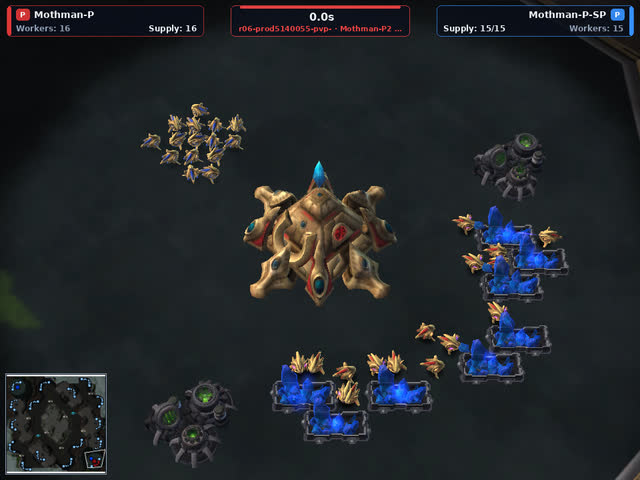 P Mothman-P
Workers: 16 Supply: 16
0.0s
r06-prod5140055-pvp- · Mothman-P2 ...
Mothman-P-SP P
Supply: 15/15 Workers: 15